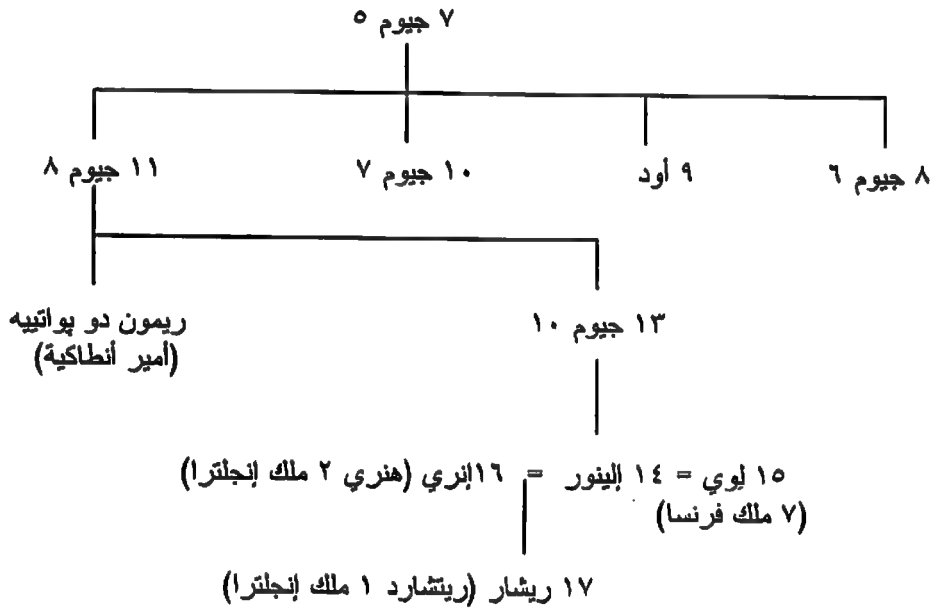 ٧ جيوم ٥
٨ جيوم ٦
٩ أود
١٠ جيوم ٧
١١ جيوم ٨
١٣ جيوم ١٠
ريمون دو پواتييه
(أمير أنطاكية)
١٥ لوي = ١٤ إلينور = ١٦إنري (هنري ٢ ملك إنجلترا)
(٧ ملك فرنسا)
١٧ ريشار (ريتشارد ١ ملك إنجلترا)